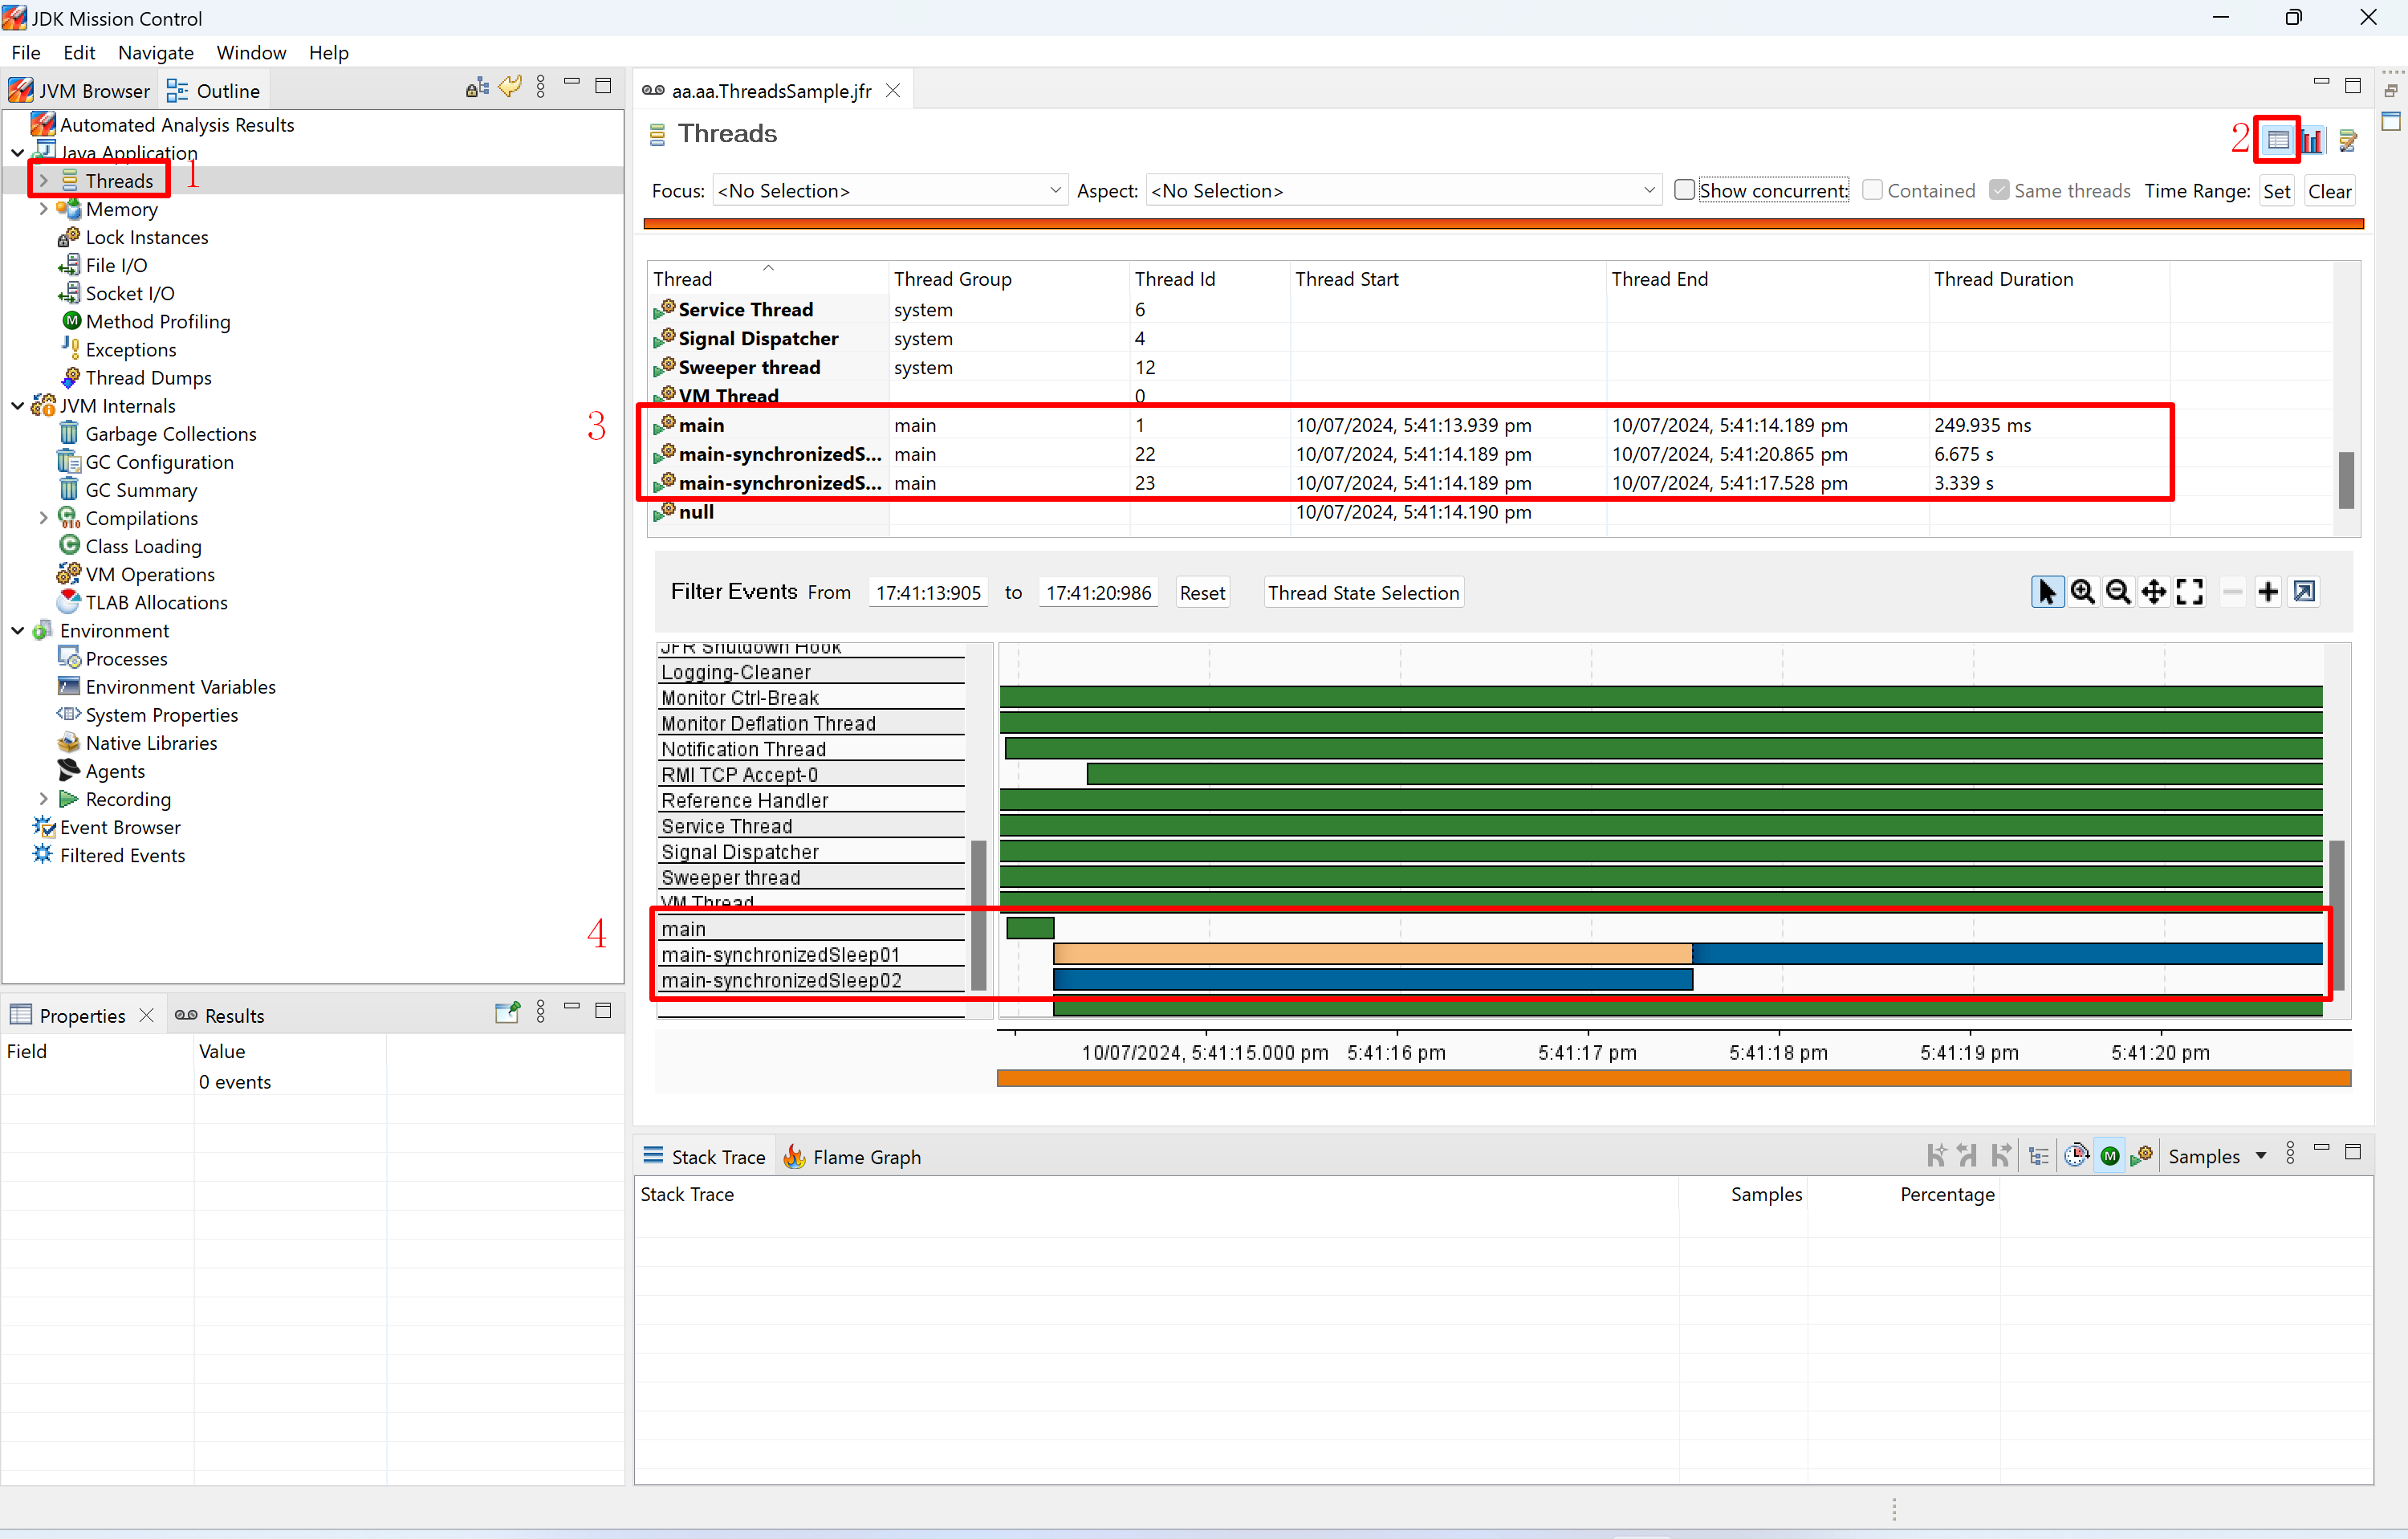 JDK Mission Control
File Edit Navigate Window Help
JVM Browser Outline
Automated Analysis Results
Java Application
Threads 1
Memory
Lock Instances
File I/O
Socket I/O
Method Profiling
Exceptions
Thread Dumps
JVM Internals
Garbage Collections
GC Configuration
GC Summary
Compilations
Class Loading
VM Operations
TLAB Allocations
Environment
Processes
Environment Variables
System Properties
Native Libraries
Agents
Recording
Event Browser
Filtered Events
Properties Results
Field Value
0 events
aa.aa.ThreadsSample.jfr
Threads
2
Focus: <No Selection> Aspect: <No Selection> Show concurrent: Contained Same threads Time Range: Set Clear
Thread Thread Group Thread Id Thread Start Thread End Thread Duration
Service Thread system 6
Signal Dispatcher system 4
Sweeper thread system 12
VM Thread 0
3
main main 1 10/07/2024, 5:41:13.939 pm 10/07/2024, 5:41:14.189 pm 249.935 ms
main-synchronizedS... main 22 10/07/2024, 5:41:14.189 pm 10/07/2024, 5:41:20.865 pm 6.675 s
main-synchronizedS... main 23 10/07/2024, 5:41:14.189 pm 10/07/2024, 5:41:17.528 pm 3.339 s
null 10/07/2024, 5:41:14.190 pm
Filter Events From 17:41:13:905 to 17:41:20:986 Reset Thread State Selection
JFR Shutdown Hook
Logging-Cleaner
Monitor Ctrl-Break
Monitor Deflation Thread
Notification Thread
RMI TCP Accept-0
Reference Handler
Service Thread
Signal Dispatcher
Sweeper thread
VM Thread
4
main
main-synchronizedSleep01
main-synchronizedSleep02
10/07/2024, 5:41:15.000 pm 5:41:16 pm 5:41:17 pm 5:41:18 pm 5:41:19 pm 5:41:20 pm
Stack Trace Flame Graph Samples
Stack Trace Samples Percentage